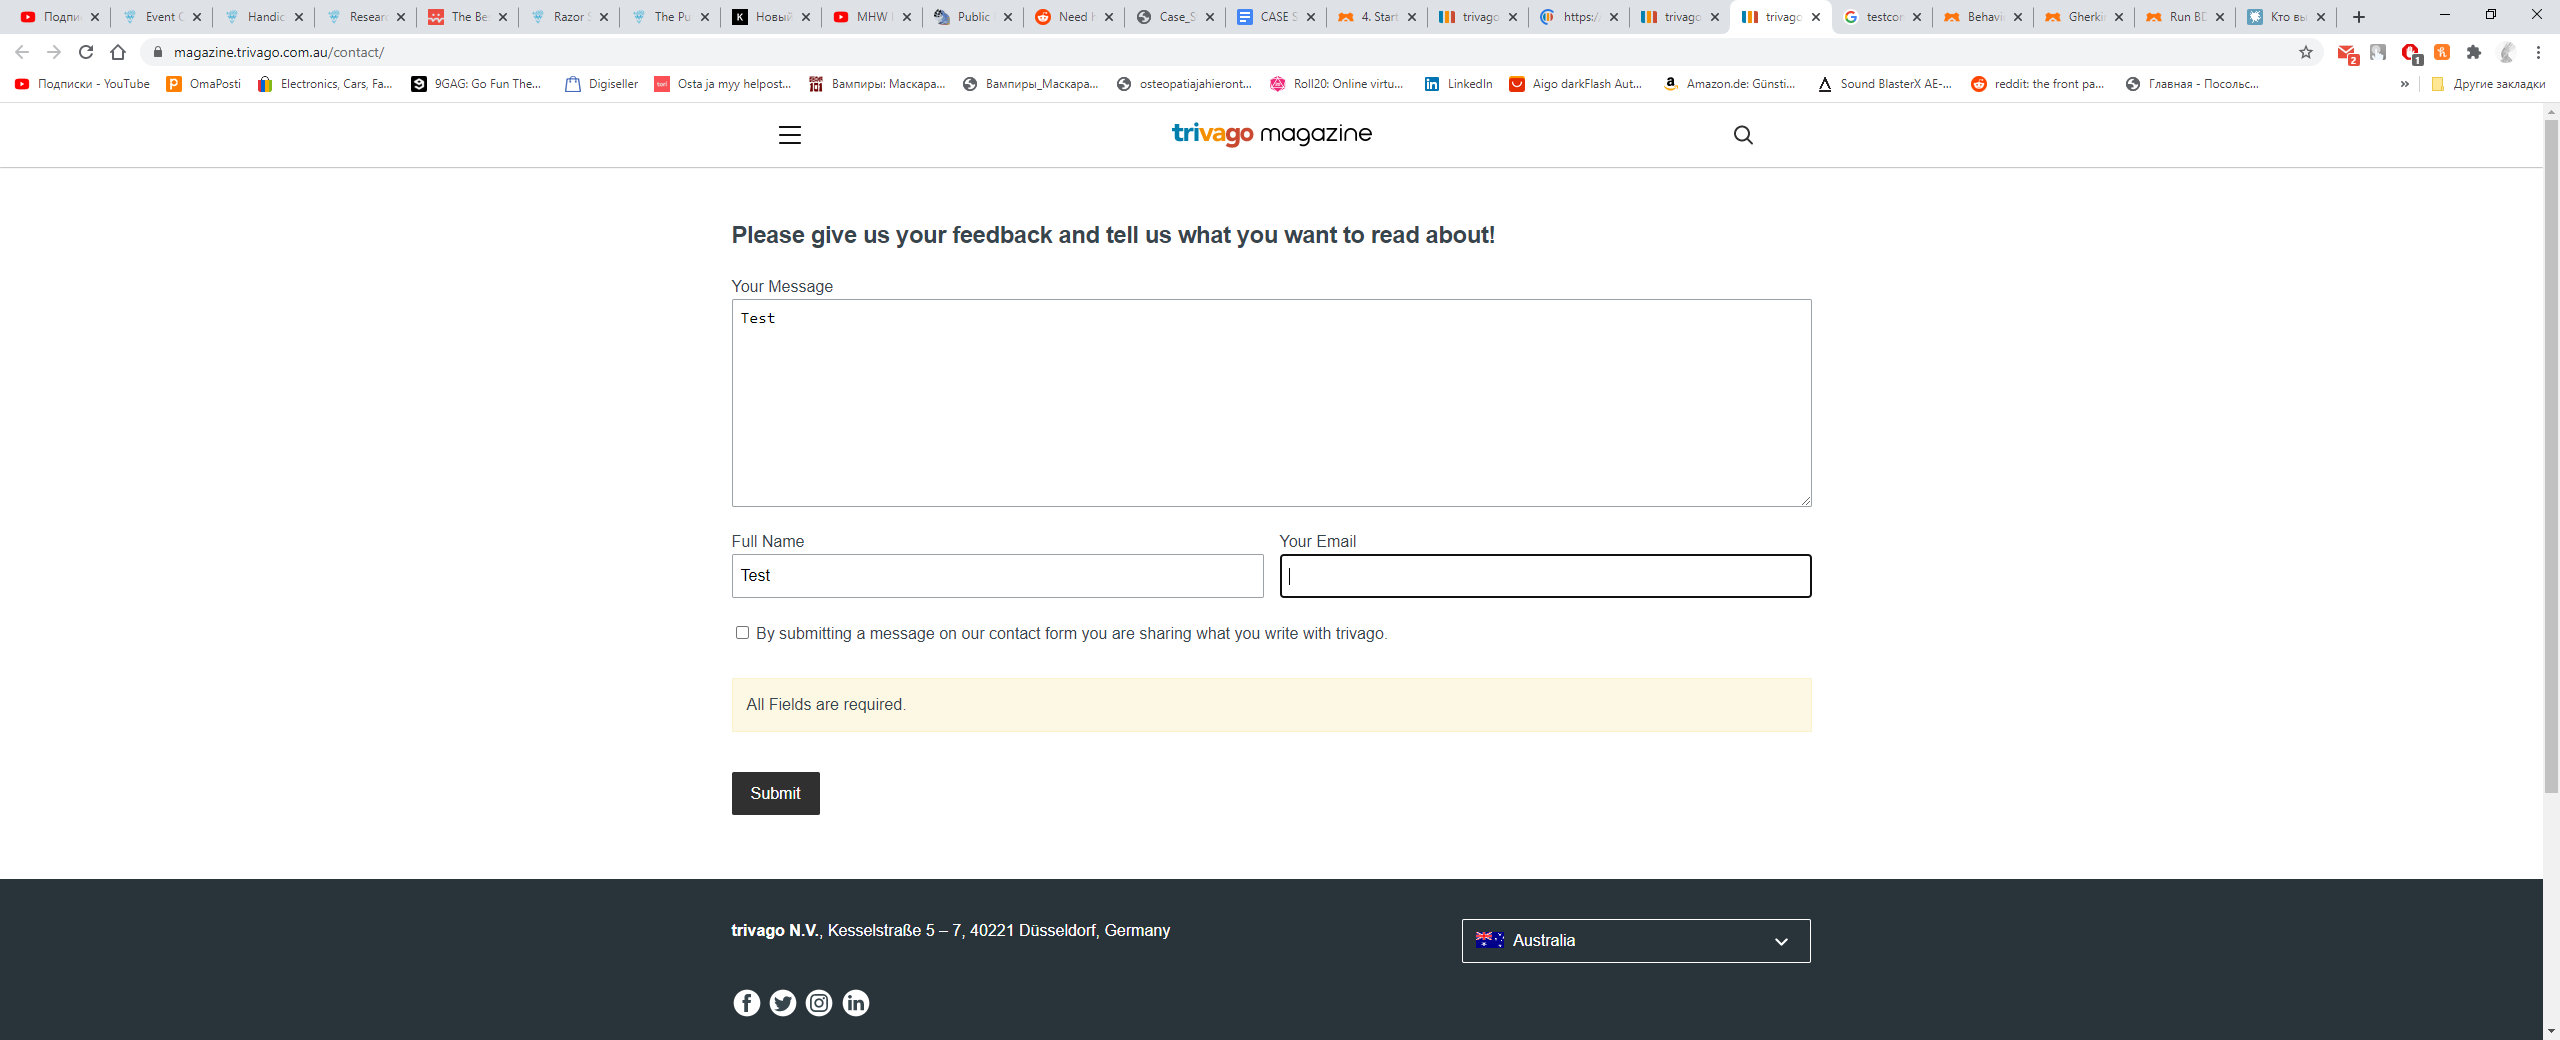 Подпи
Event C
Handic
Researc
The Be
Razor S
The Pu
Новый
MHW
Public
Need h
Case_S
CASE S
4. Start
trivago
https:/
trivago
trivago
testcor
Behavi
Gherki
Run BD
Кто вы
magazine.trivago.com.au/contact/
2
1
Подписки - YouTube
OmaPosti
Electronics, Cars, Fa...
9GAG: Go Fun The...
Digiseller
Osta ja myy helpost...
Вампиры: Маскара...
Вампиры_Маскара...
osteopatiajahieront...
Roll20: Online virtu...
LinkedIn
Aigo darkFlash Aut...
Amazon.de: Günsti...
Sound BlasterX AE-...
reddit: the front pa...
Главная - Посольс...
»
Другие закладки
trivago magazine
Please give us your feedback and tell us what you want to read about!
Your Message
Test
Full Name
Your Email
Test
By submitting a message on our contact form you are sharing what you write with trivago.
All Fields are required.
Submit
trivago N.V., Kesselstraße 5 – 7, 40221 Düsseldorf, Germany
Australia